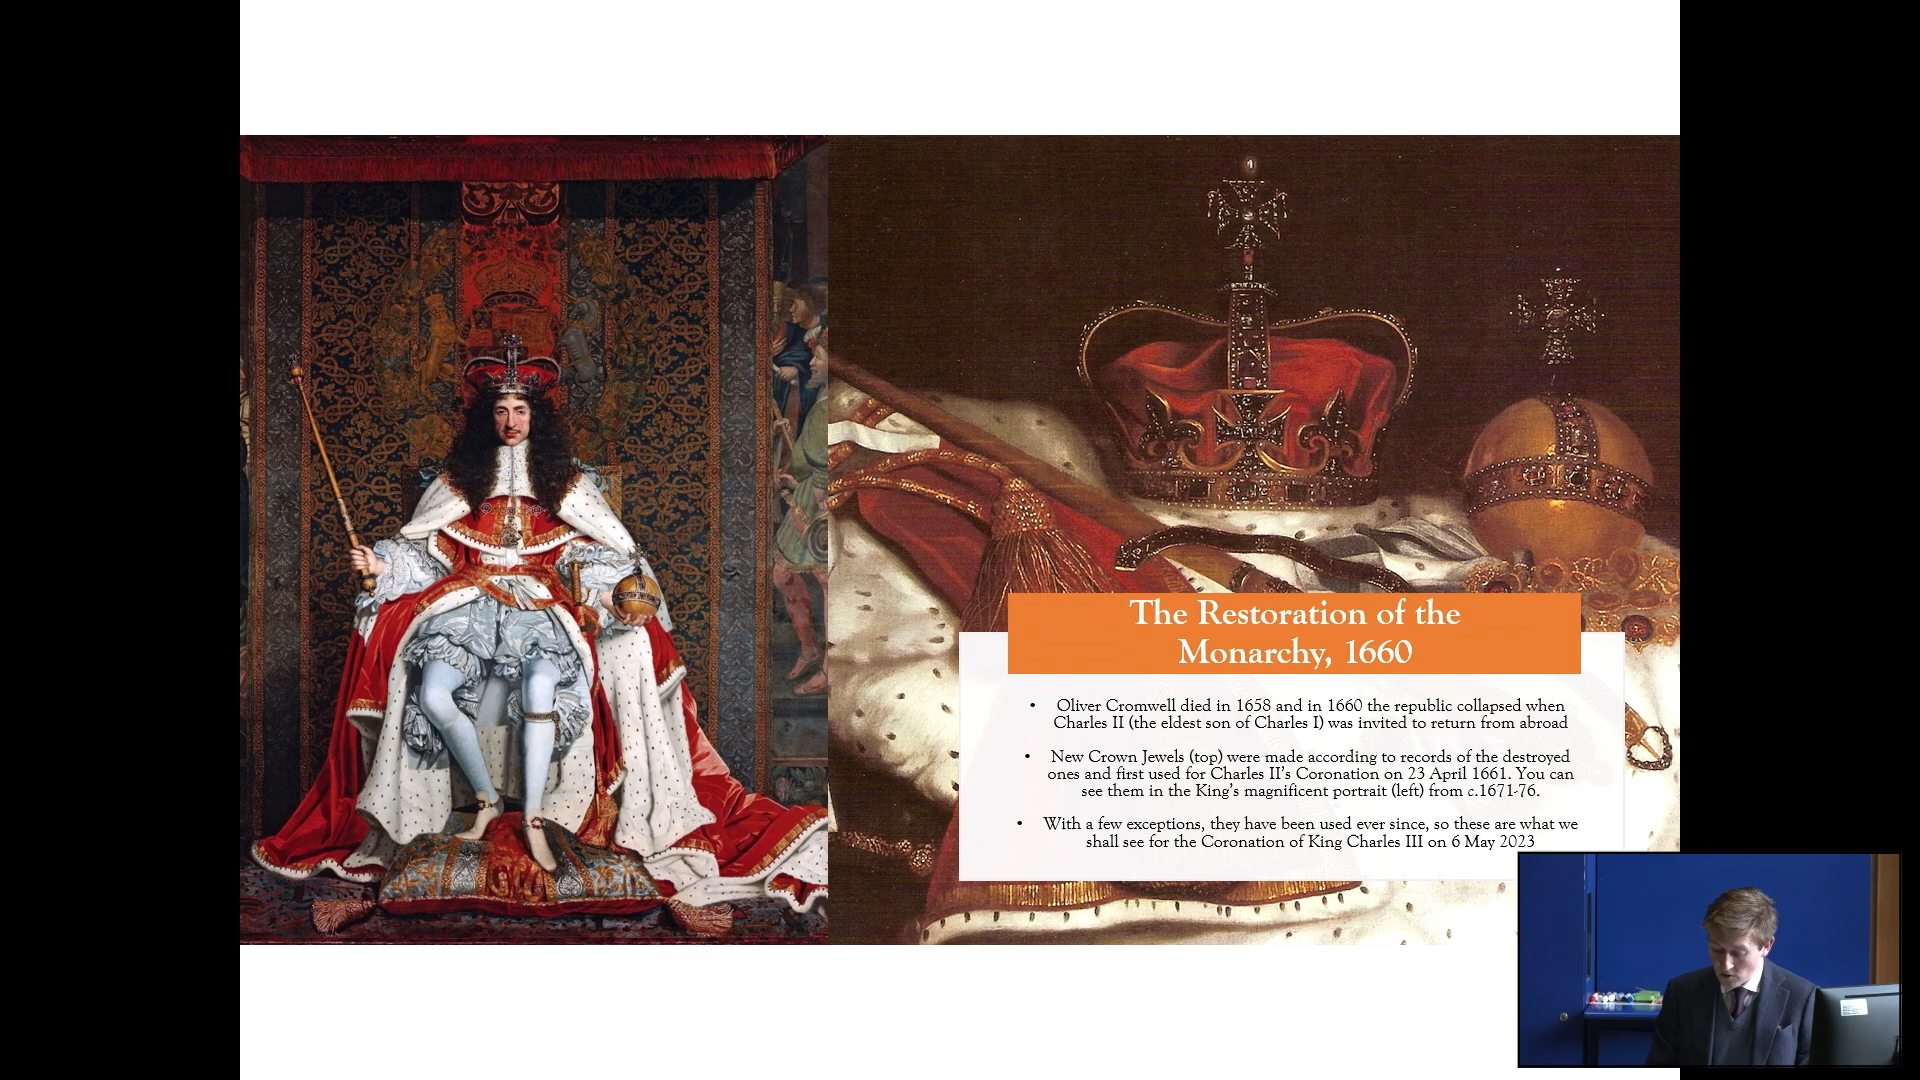 The Restoration of the
Monarchy, 1660
• Oliver Cromwell died in 1658 and in 1660 the republic collapsed when
Charles II (the eldest son of Charles I) was invited to return from abroad
• New Crown Jewels (top) were made according to records of the destroyed
ones and first used for Charles II's Coronation on 23 April 1661. You can
see them in the King's magnificent portrait (left) from c.1671-76.
• With a few exceptions, they have been used ever since, so these are what we
shall see for the Coronation of King Charles III on 6 May 2023